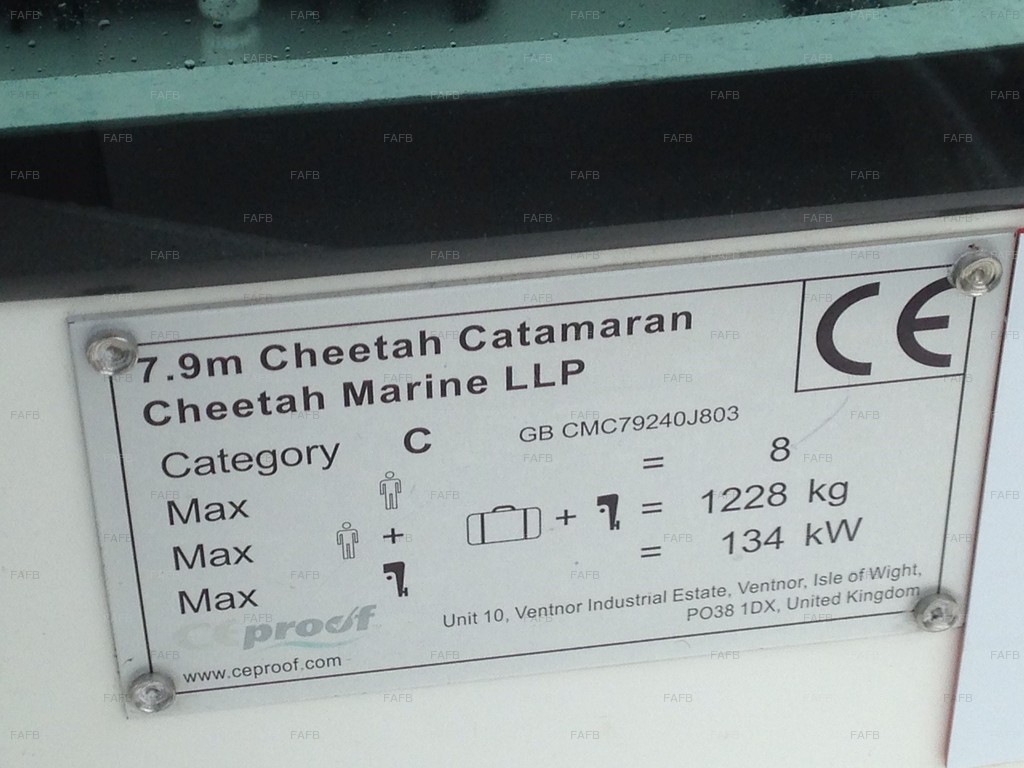 7.9m Cheetah Catamaran
Cheetah Marine LLP
CE
Category C GB CMC79240J803
Max = 8
Max + + = 1228 kg
Max = 134 kW
CEproof
www.ceproof.com
Unit 10, Ventnor Industrial Estate, Ventnor, Isle of Wight,
PO38 1DX, United Kingdom
FAFB